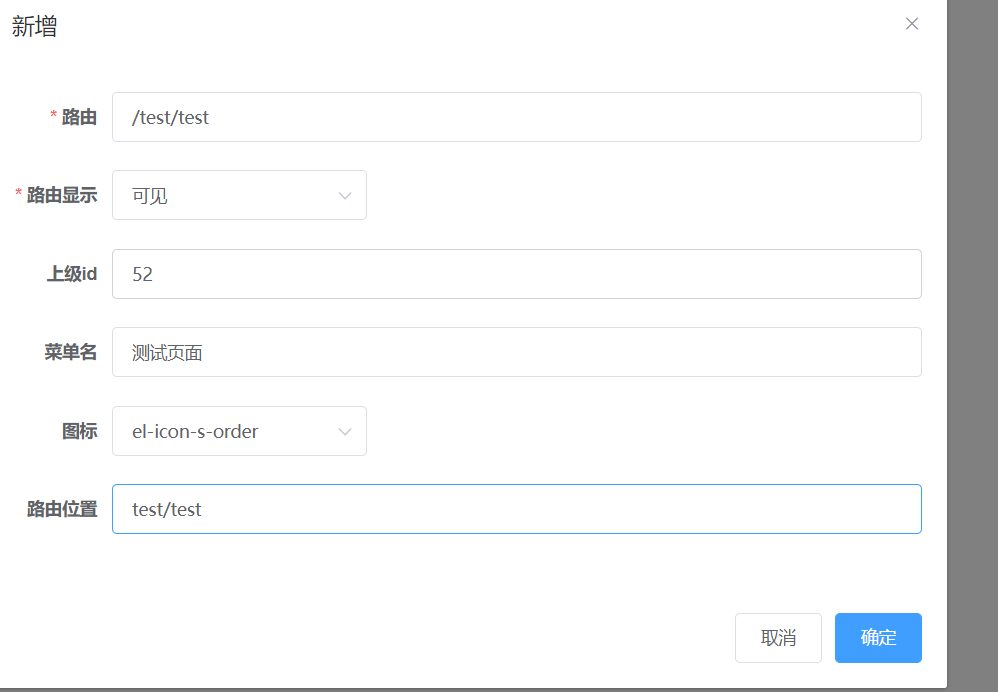 新增
* 路由 /test/test
* 路由显示 可见
上级id 52
菜单名 测试页面
图标 el-icon-s-order
路由位置 test/test
取消 确定